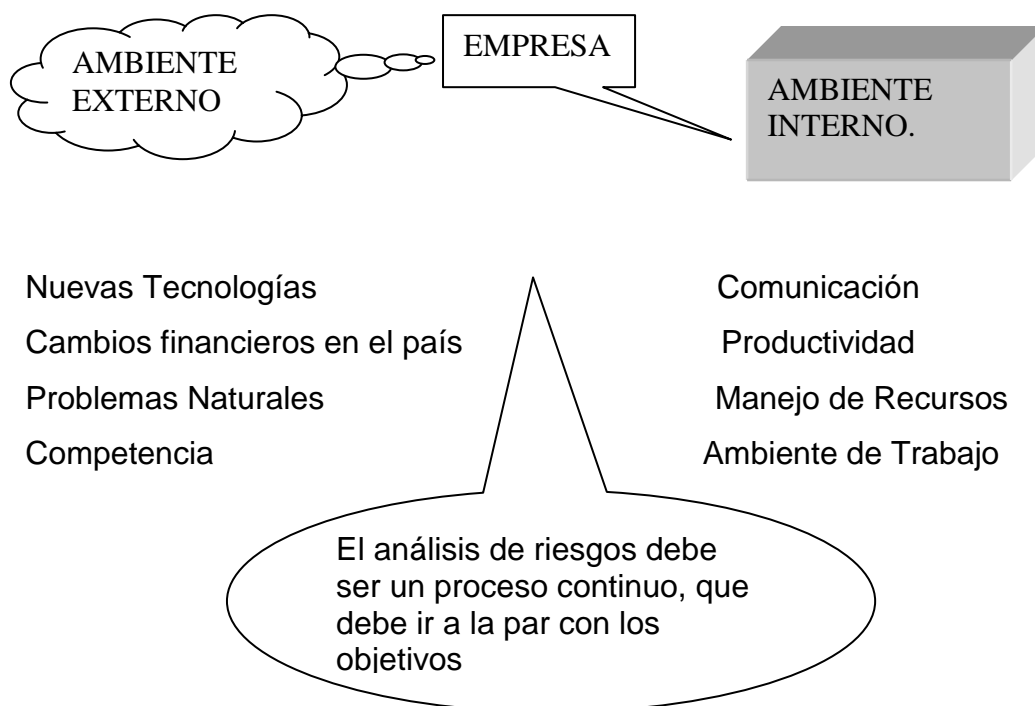 AMBIENTE
EXTERNO
EMPRESA
AMBIENTE
INTERNO.
Nuevas Tecnologías
Comunicación
Cambios financieros en el país
Productividad
Problemas Naturales
Manejo de Recursos
Competencia
Ambiente de Trabajo
El análisis de riesgos debe
ser un proceso continuo, que
debe ir a la par con los
objetivos